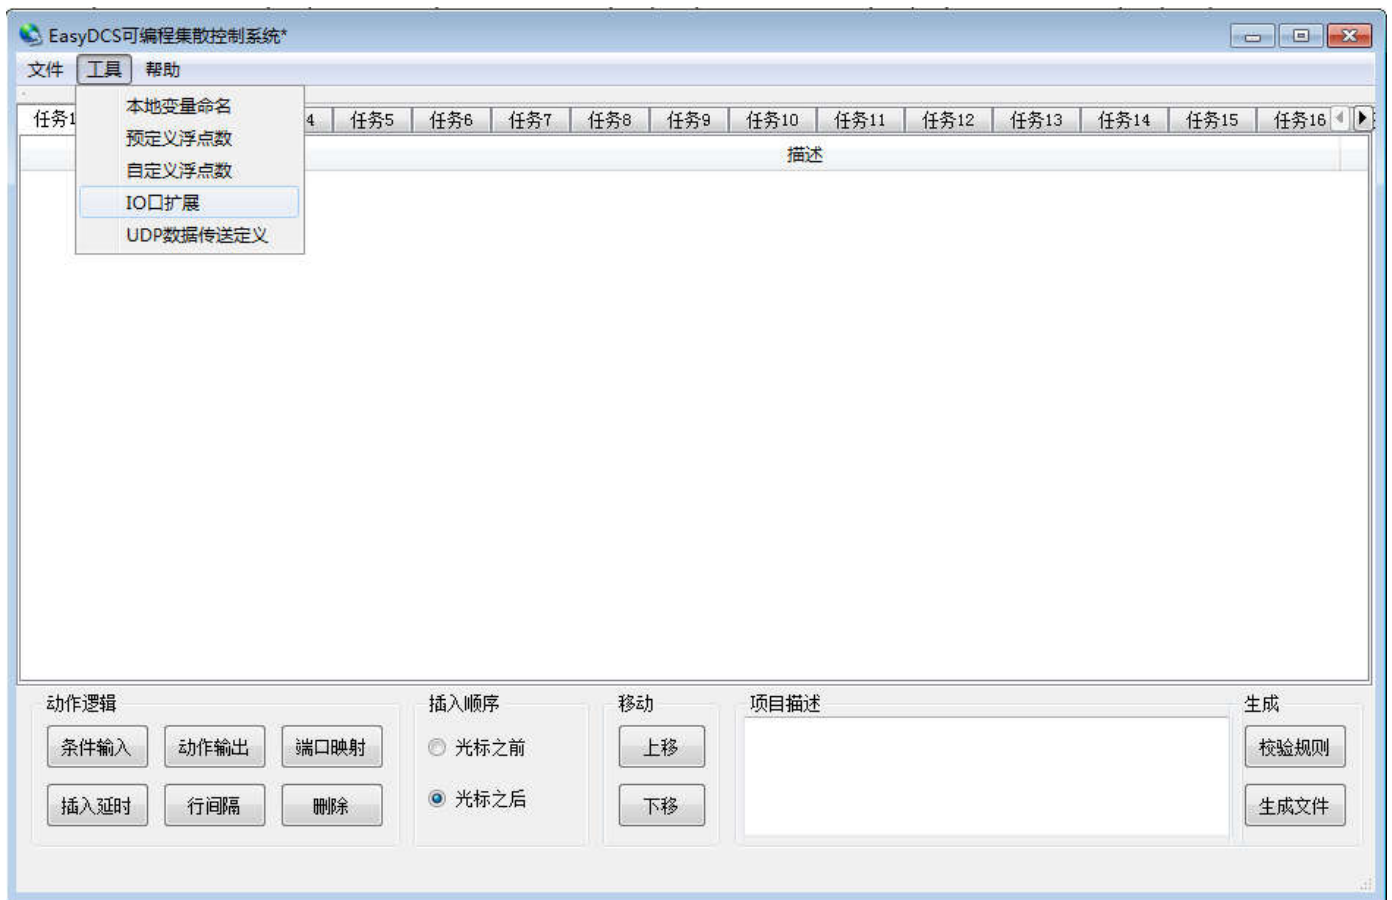 EasyDCS可编程集散控制系统*
文件 工具 帮助
本地变量命名
预定义浮点数
自定义浮点数
IO口扩展
UDP数据传送定义
任务1 4 任务5 任务6 任务7 任务8 任务9 任务10 任务11 任务12 任务13 任务14 任务15 任务16
描述
动作逻辑 插入顺序 移动 项目描述 生成
条件输入 动作输出 端口映射 光标之前 上移 校验规则
插入延时 行间隔 删除 光标之后 下移 生成文件